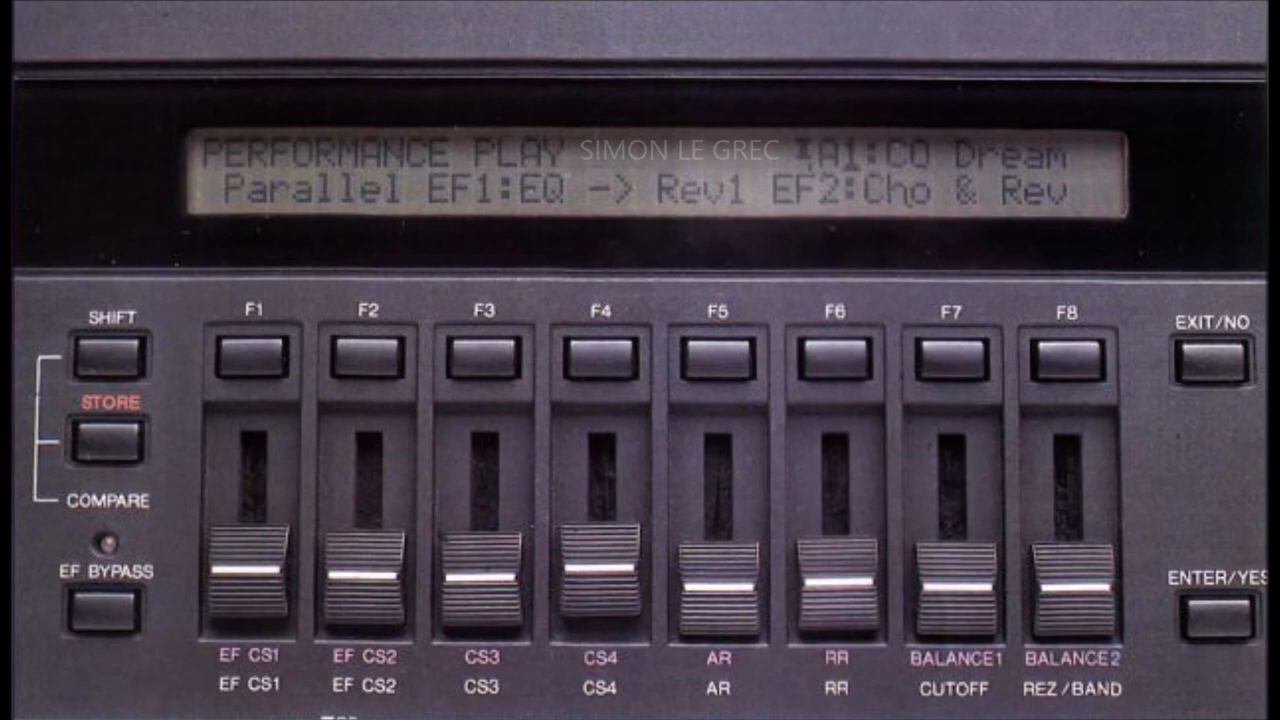 PERFORMANCE PLAY SIMON LE GREC I A1:CO Dream
Parallel EF1:EQ -> Rev1 EF2:Cho & Rev
SHIFT
F1 F2 F3 F4 F5 F6 F7 F8
EXIT/NO
STORE
COMPARE
EF BYPASS
ENTER/YES
EF CS1 EF CS2 CS3 CS4 AR RR BALANCE1 BALANCE2
EF CS1 EF CS2 CS3 CS4 AR RR CUTOFF REZ/BAND